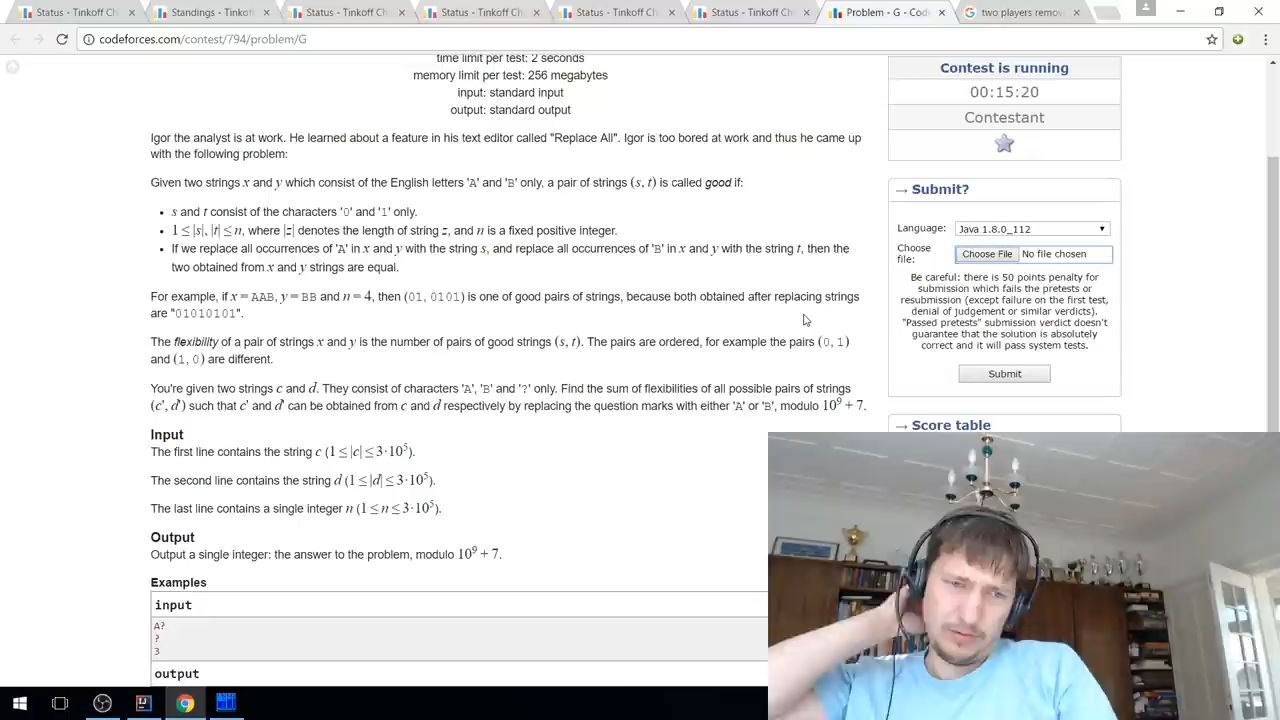 Status - Tinkoff Ch
Standings - Tinkoff
Status - Tinkoff Ch
Status - Tinkoff Ch
Status - Tinkoff Ch
Status - Tinkoff Ch
Problem - G - Cod
two players remov
codeforces.com/contest/794/problem/G
time limit per test: 2 seconds
memory limit per test: 256 megabytes
input: standard input
output: standard output
Igor the analyst is at work. He learned about a feature in his text editor called "Replace All". Igor is too bored at work and thus he came up
with the following problem:
Given two strings x and y which consist of the English letters 'A' and 'B' only, a pair of strings (s, t) is called good if:
• s and t consist of the characters '0' and '1' only.
• 1 ≤ |s|, |t| ≤ n, where |z| denotes the length of string z, and n is a fixed positive integer.
• If we replace all occurrences of 'A' in x and y with the string s, and replace all occurrences of 'B' in x and y with the string t, then the
two obtained from x and y strings are equal.
For example, if x = AAB, y = BB and n = 4, then (01, 0101) is one of good pairs of strings, because both obtained after replacing strings
are "01010101".
The flexibility of a pair of strings x and y is the number of pairs of good strings (s, t). The pairs are ordered, for example the pairs (0, 1)
and (1, 0) are different.
You're given two strings c and d. They consist of characters 'A', 'B' and '?' only. Find the sum of flexibilities of all possible pairs of strings
(c', d') such that c' and d' can be obtained from c and d respectively by replacing the question marks with either 'A' or 'B', modulo 10^9 + 7.
Input
The first line contains the string c (1 ≤ |c| ≤ 3·10^5).
The second line contains the string d (1 ≤ |d| ≤ 3·10^5).
The last line contains a single integer n (1 ≤ n ≤ 3·10^5).
Output
Output a single integer: the answer to the problem, modulo 10^9 + 7.
Examples
input
A?
?
3
output
Contest is running
00:15:20
Contestant
→ Submit?
Language: Java 1.8.0_112
Choose
file: Choose File No file chosen
Be careful: there is 50 points penalty for
submission which fails the pretests or
resubmission (except failure on the first test,
denial of judgement or similar verdicts).
"Passed pretests" submission verdict doesn't
guarantee that the solution is absolutely
correct and it will pass system tests.
Submit
→ Score table